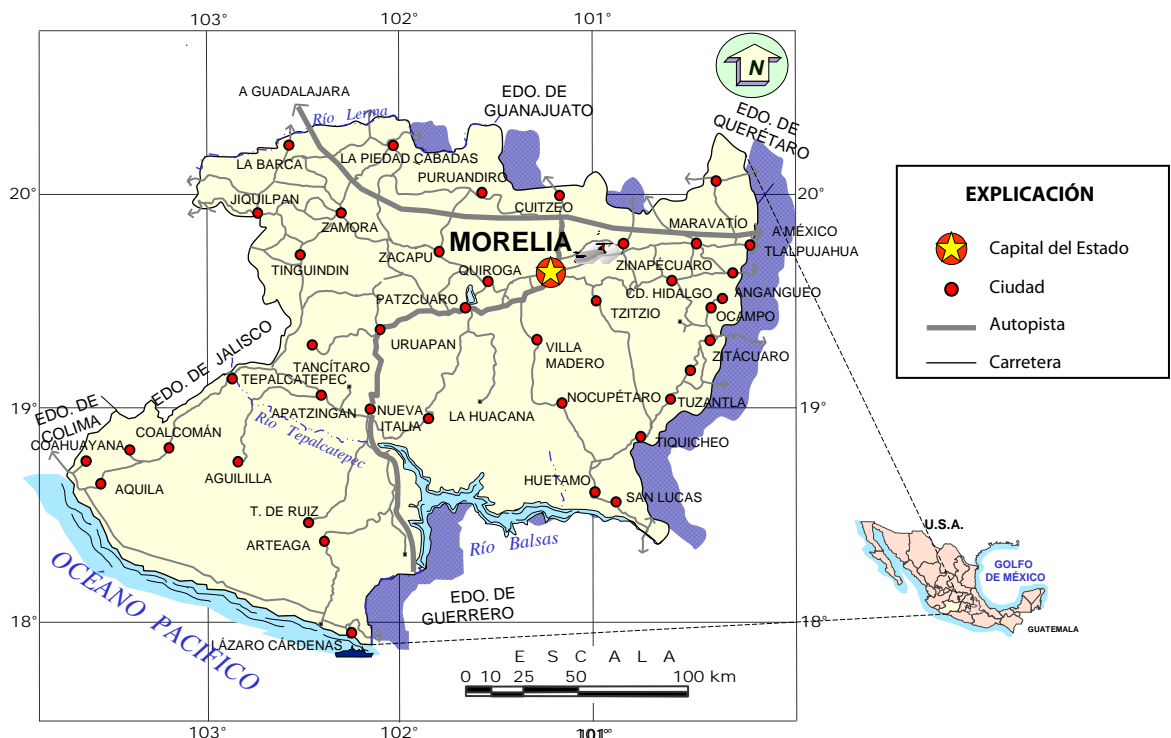 103°
102°
101°
N
EDO. DE
GUANAJUATO
EDO. DE
QUERÉTARO
A GUADALAJARA
Río Lerma
LA BARCA
LA PIEDAD CABADAS
PURUANDIRO
20°
20°
JIQUILPAN
CUITZEO
MARAVATÍO
ZAMORA
A MÉXICO
MORELIA
TLALPUJAHUA
ZACAPU
TINGUINDIN
QUIROGA
ZINAPÉCUARO
CD. HIDALGO
ANGANGUEO
PATZCUARO
TZITZIO
OCAMPO
URUAPAN
VILLA
MADERO
ZITÁCUARO
EDO. DE JALISCO
TANCÍTARO
TEPALCATEPEC
NOCUPÉTARO
TUZANTLA
19°
19°
APATZINGAN
NUEVA
ITALIA
LA HUACANA
EDO. DE
COLIMA
Río Tepalcatepec
COAHUAYANA
COALCOMÁN
TIQUICHEO
AQUILA
AGUILILLA
HUETAMO
SAN LUCAS
T. DE RUIZ
ARTEAGA
Río Balsas
OCÉANO PACIFICO
EDO. DE
GUERRERO
18°
18°
LÁZARO CÁRDENAS
E S C A L A
0 10 25 50 100 km
103°
102°
101°
EXPLICACIÓN
Capital del Estado
Ciudad
Autopista
Carretera
U.S.A.
GOLFO
DE MÉXICO
GUATEMALA